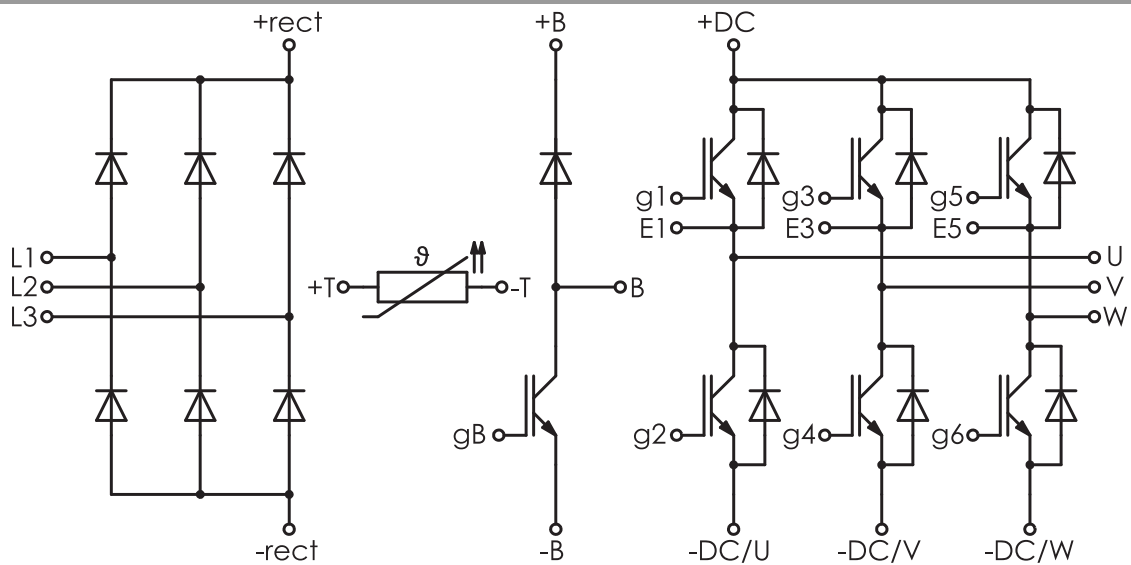 +rect
+B
+DC
g1
g3
g5
E1
E3
E5
L1
ϑ
U
L2
+T
-T
B
V
L3
W
gB
g2
g4
g6
-rect
-B
-DC/U
-DC/V
-DC/W